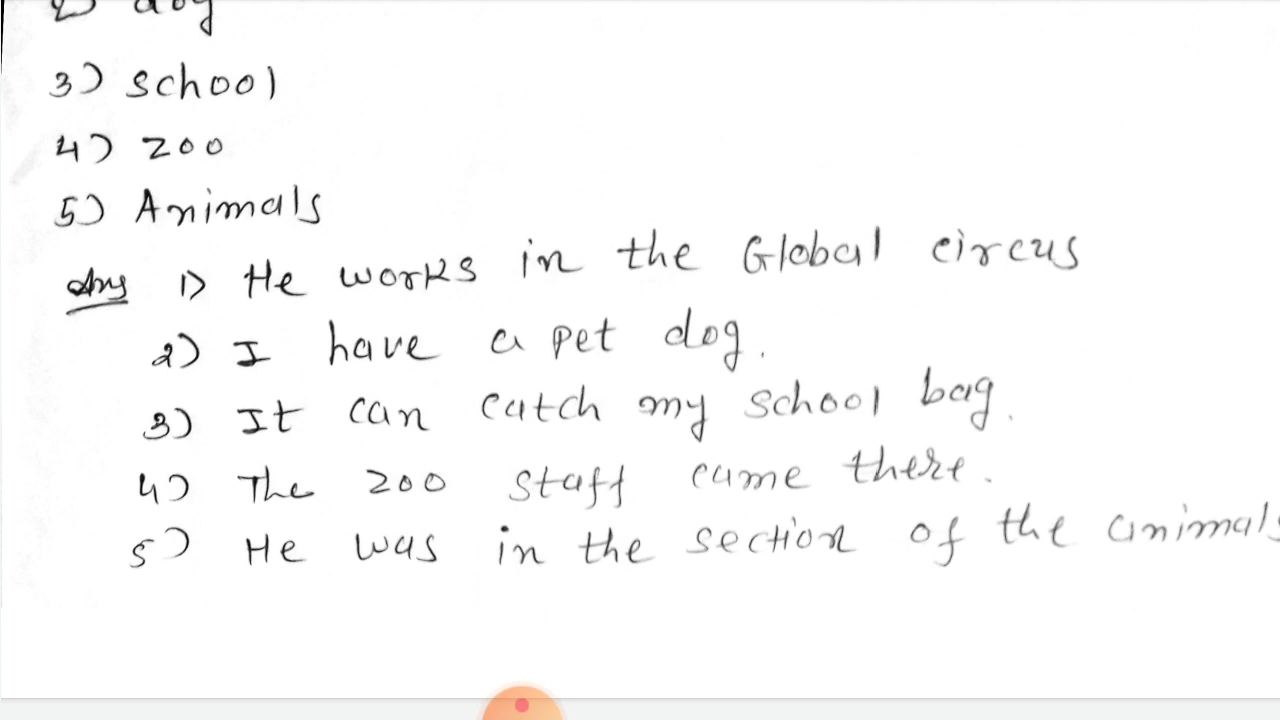 2) dog
3) school
4) zoo
5) Animals
Ans 1) He works in the Global circus
2) I have a pet dog.
3) It can catch my school bag.
4) The zoo staff came there.
5) He was in the section of the animals